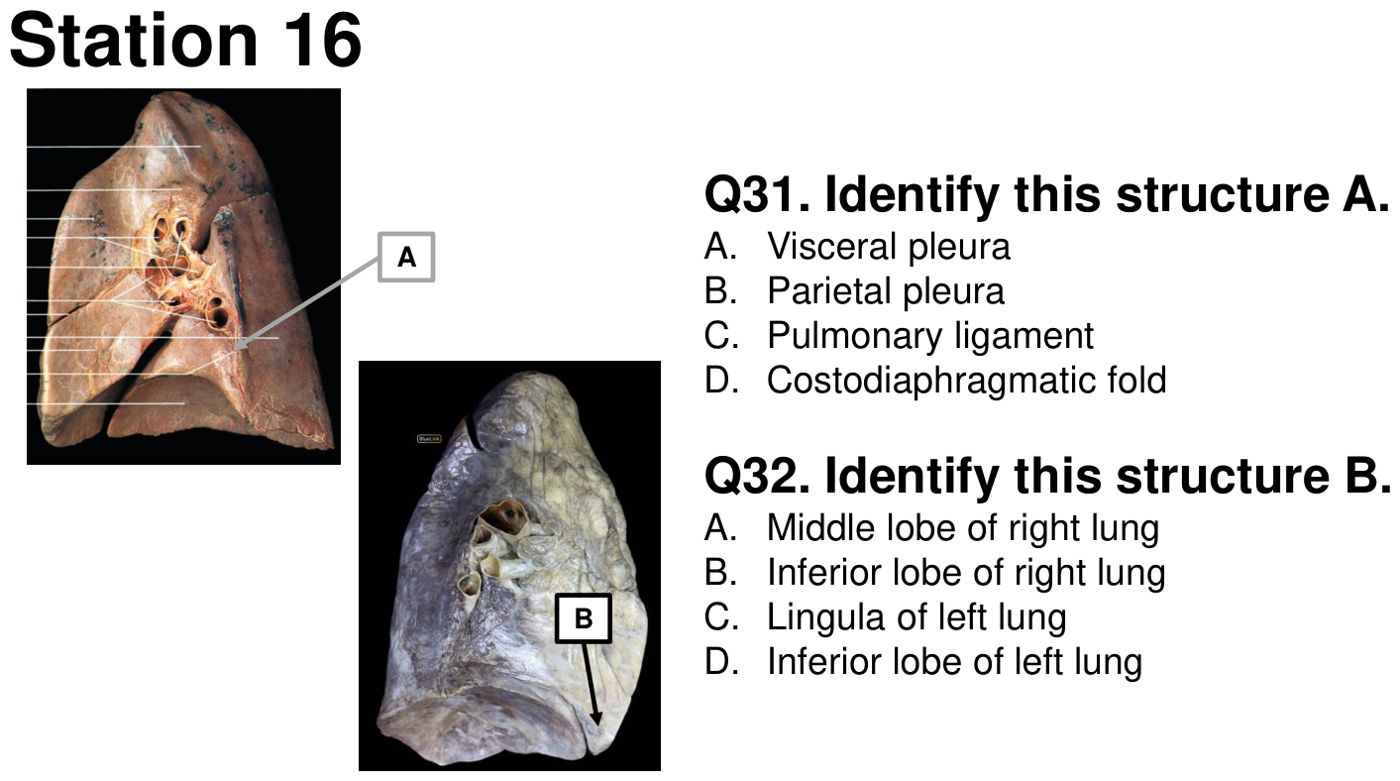 Station 16
A
BlueLink
B
Q31. Identify this structure A.
A. Visceral pleura
B. Parietal pleura
C. Pulmonary ligament
D. Costodiaphragmatic fold
Q32. Identify this structure B.
A. Middle lobe of right lung
B. Inferior lobe of right lung
C. Lingula of left lung
D. Inferior lobe of left lung